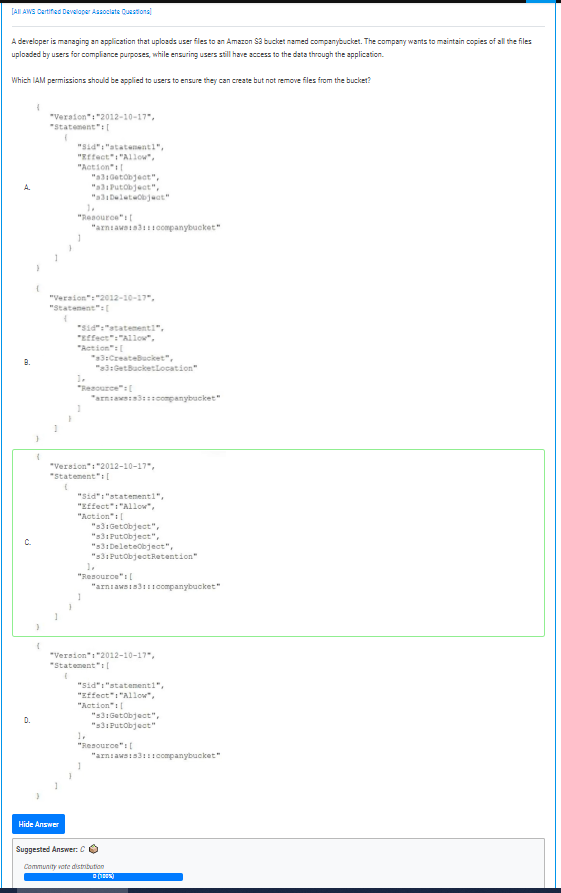 [All AWS Certified Developer Associate Questions]
A developer is managing an application that uploads user files to an Amazon S3 bucket named companybucket. The company wants to maintain copies of all the files
uploaded by users for compliance purposes, while ensuring users still have access to the data through the application.
Which IAM permissions should be applied to users to ensure they can create but not remove files from the bucket?
A.
{
"Version":"2012-10-17",
"Statement":[
{
"Sid":"statement1",
"Effect":"Allow",
"Action":[
"s3:GetObject",
"s3:PutObject",
"s3:DeleteObject"
],
"Resource":[
"arn:aws:s3:::companybucket"
]
}
]
}
B.
{
"Version":"2012-10-17",
"Statement":[
{
"Sid":"statement1",
"Effect":"Allow",
"Action":[
"s3:CreateBucket",
"s3:GetBucketLocation"
],
"Resource":[
"arn:aws:s3:::companybucket"
]
}
]
}
C.
{
"Version":"2012-10-17",
"Statement":[
{
"Sid":"statement1",
"Effect":"Allow",
"Action":[
"s3:GetObject",
"s3:PutObject",
"s3:DeleteObject",
"s3:PutObjectRetention"
],
"Resource":[
"arn:aws:s3:::companybucket"
]
}
]
}
D.
{
"Version":"2012-10-17",
"Statement":[
{
"Sid":"statement1",
"Effect":"Allow",
"Action":[
"s3:GetObject",
"s3:PutObject"
],
"Resource":[
"arn:aws:s3:::companybucket"
]
}
]
}
Hide Answer
Suggested Answer: C
Community vote distribution
D (100%)